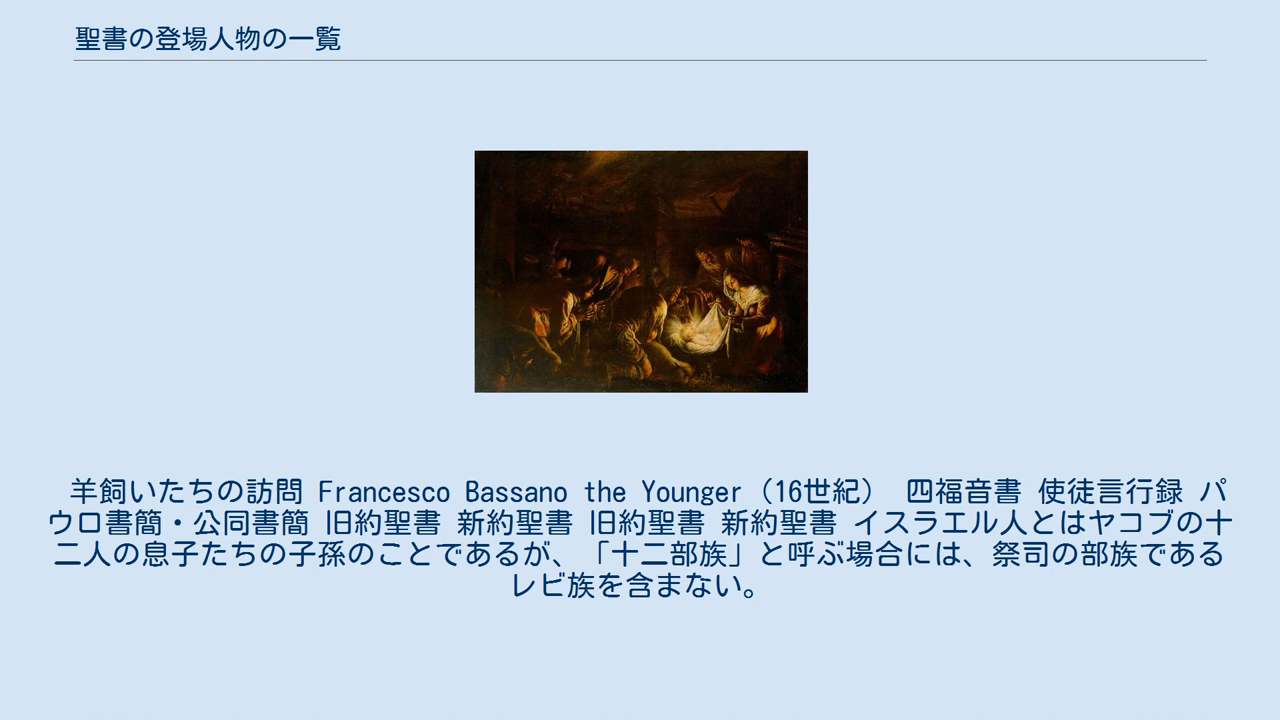 聖書の登場人物の一覧
羊飼いたちの訪問 Francesco Bassano the Younger（16世紀） 四福音書 使徒言行録 パ
ウロ書簡・公同書簡 旧約聖書 新約聖書 旧約聖書 新約聖書 イスラエル人とはヤコブの十
二人の息子たちの子孫のことであるが、「十二部族」と呼ぶ場合には、祭司の部族である
レビ族を含まない。